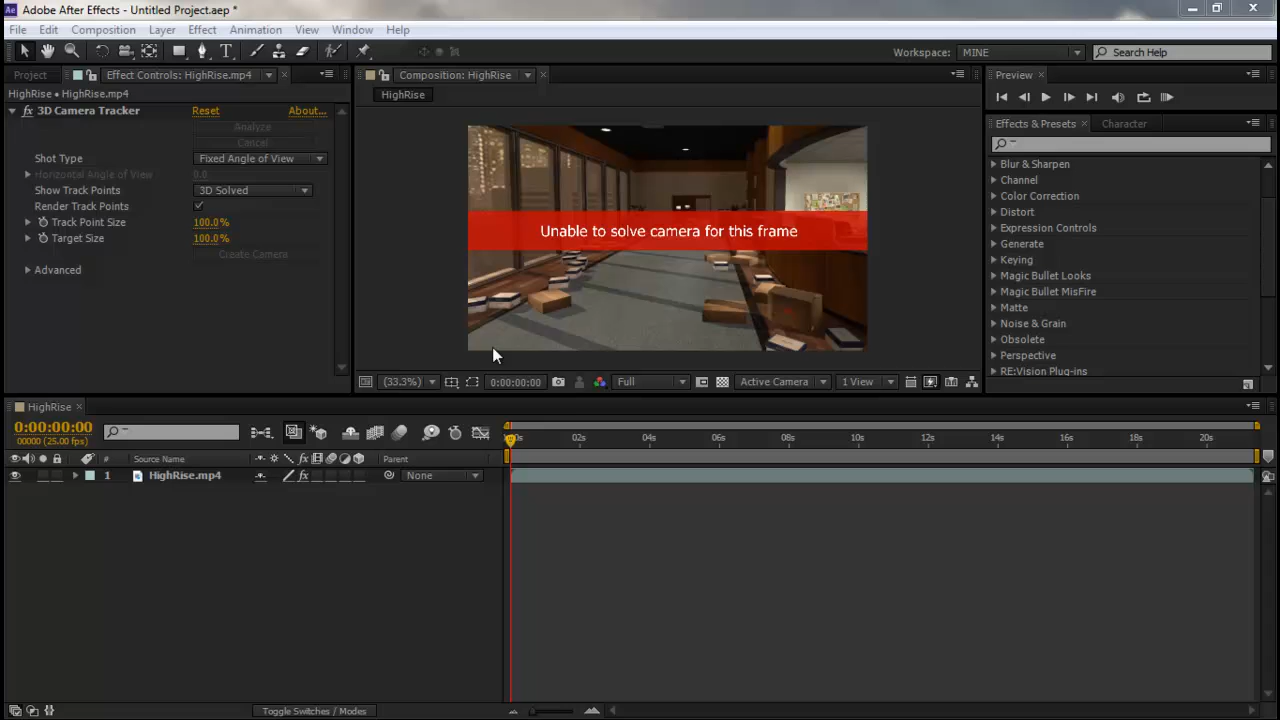 Adobe After Effects - Untitled Project.aep *
File Edit Composition Layer Effect Animation View Window Help
Workspace: MINE Search Help
Project Effect Controls: HighRise.mp4
HighRise • HighRise.mp4
3D Camera Tracker Reset About...
Analyze
Cancel
Shot Type Fixed Angle of View
Horizontal Angle of View 0.0
Show Track Points 3D Solved
Render Track Points
Track Point Size 100.0%
Target Size 100.0%
Create Camera
Advanced
Composition: HighRise
HighRise
Unable to solve camera for this frame
(33.3%) 0:00:00:00 Full Active Camera 1 View
Preview
Effects & Presets Character
Blur & Sharpen
Channel
Color Correction
Distort
Expression Controls
Generate
Keying
Magic Bullet Looks
Magic Bullet MisFire
Matte
Noise & Grain
Obsolete
Perspective
RE:Vision Plug-ins
HighRise
0:00:00:00
00000 (25.00 fps)
02s 04s 06s 08s 10s 12s 14s 16s 18s 20s
# Source Name Parent
1 HighRise.mp4 None
Toggle Switches / Modes